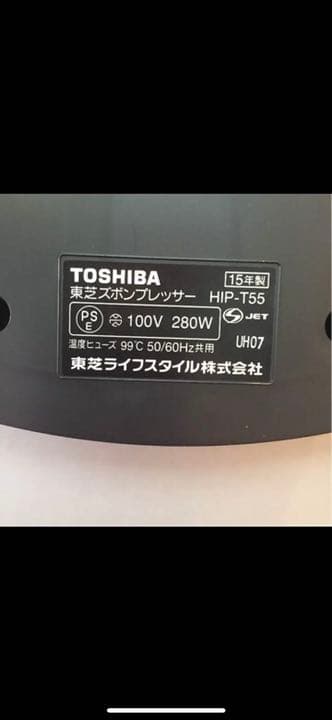 TOSHIBA 15年製
東芝ズボンプレッサー HIP-T55
PS E 100V 280W S JET
温度ヒューズ 99℃ 50/60Hz共用 UH07
東芝ライフスタイル株式会社